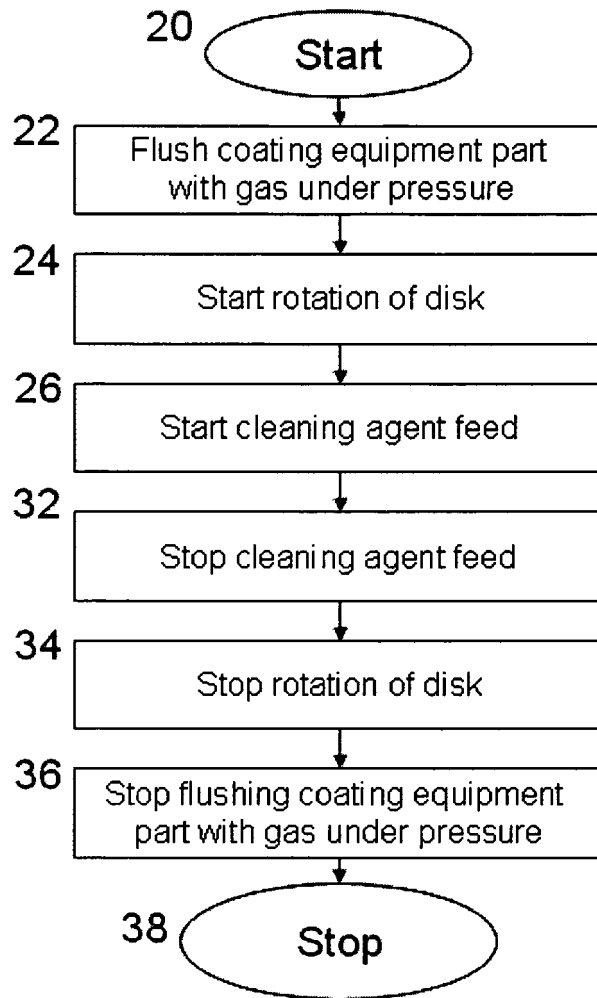 20
Start
22
Flush coating equipment part
with gas under pressure
24
Start rotation of disk
26
Start cleaning agent feed
32
Stop cleaning agent feed
34
Stop rotation of disk
36
Stop flushing coating equipment
part with gas under pressure
38
Stop